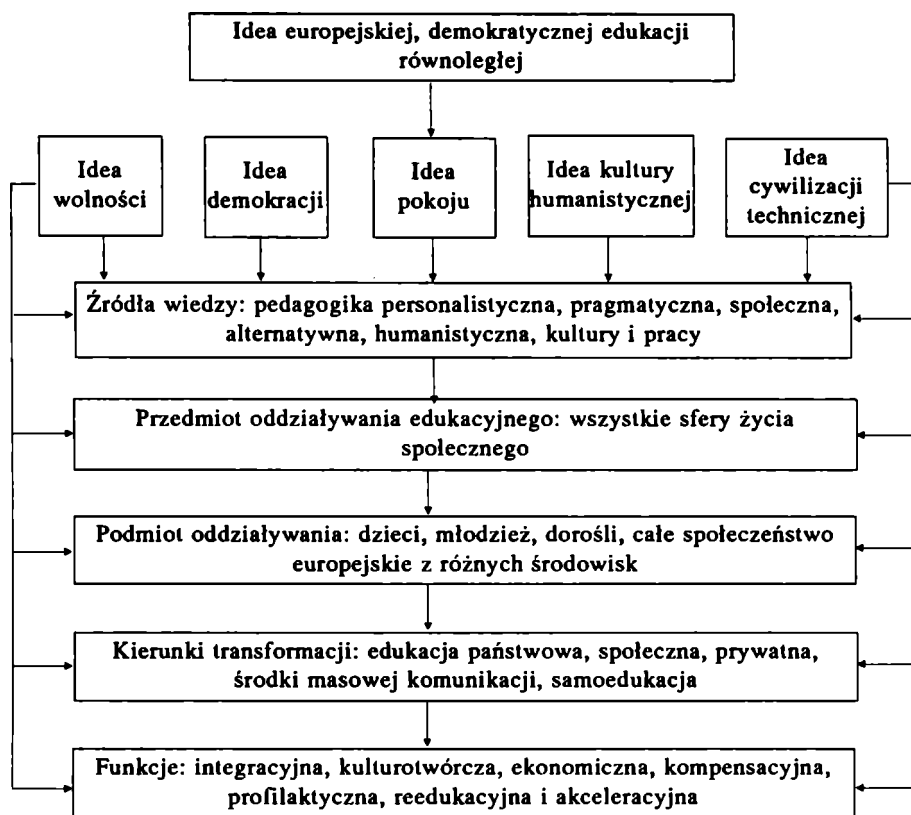 Idea europejskiej, demokratycznej edukacji
równoległej
Idea
wolności
Idea
demokracji
Idea
pokoju
Idea kultury
humanistycznej
Idea
cywilizacji
technicznej
Źródła wiedzy: pedagogika personalistyczna, pragmatyczna, społeczna,
alternatywna, humanistyczna, kultury i pracy
Przedmiot oddziaływania edukacyjnego: wszystkie sfery życia
społecznego
Podmiot oddziaływania: dzieci, młodzież, dorośli, całe społeczeństwo
europejskie z różnych środowisk
Kierunki transformacji: edukacja państwowa, społeczna, prywatna,
środki masowej komunikacji, samoedukacja
Funkcje: integracyjna, kulturotwórcza, ekonomiczna, kompensacyjna,
profilaktyczna, reedukacyjna i akceleracyjna